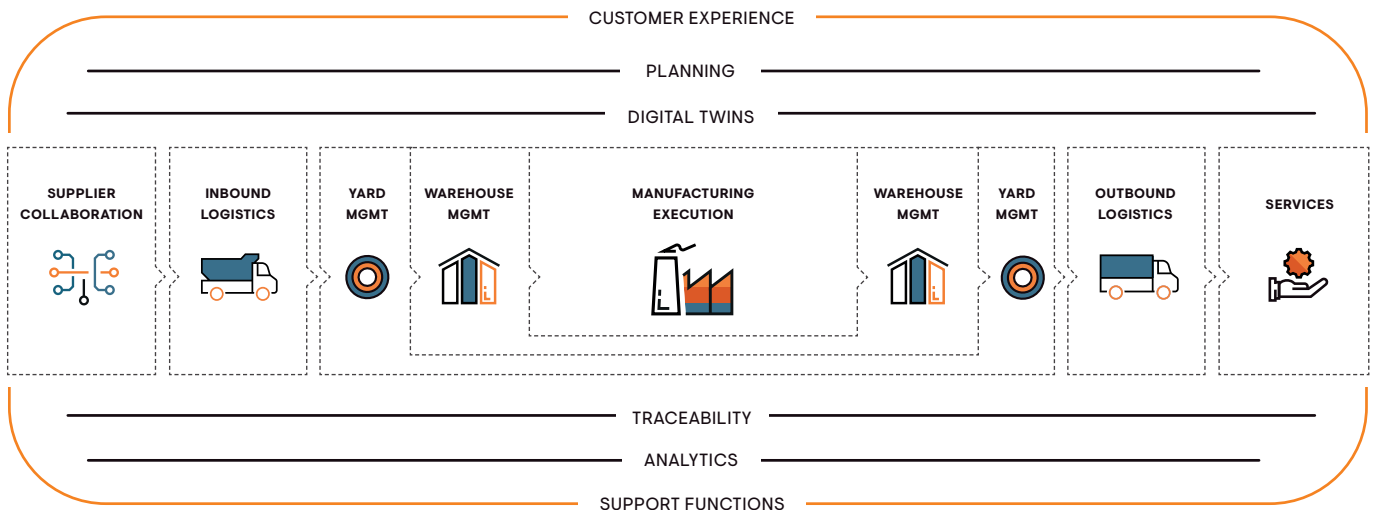 CUSTOMER EXPERIENCE
PLANNING
DIGITAL TWINS
SUPPLIER
COLLABORATION
INBOUND
LOGISTICS
YARD
MGMT
WAREHOUSE
MGMT
MANUFACTURING
EXECUTION
WAREHOUSE
MGMT
YARD
MGMT
OUTBOUND
LOGISTICS
SERVICES
TRACEABILITY
ANALYTICS
SUPPORT FUNCTIONS